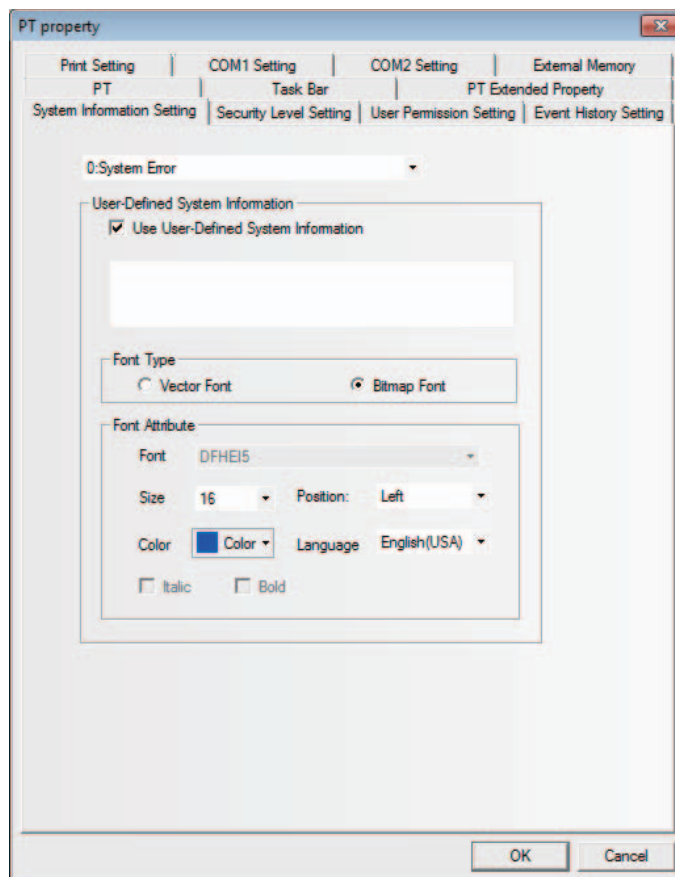 PT property
Print Setting COM1 Setting COM2 Setting External Memory
PT Task Bar PT Extended Property
System Information Setting Security Level Setting User Permission Setting Event History Setting
0:System Error
User-Defined System Information
Use User-Defined System Information
Font Type
Vector Font Bitmap Font
Font Attribute
Font DFHEI5
Size 16 Position: Left
Color Color Language English(USA)
Italic Bold
OK Cancel